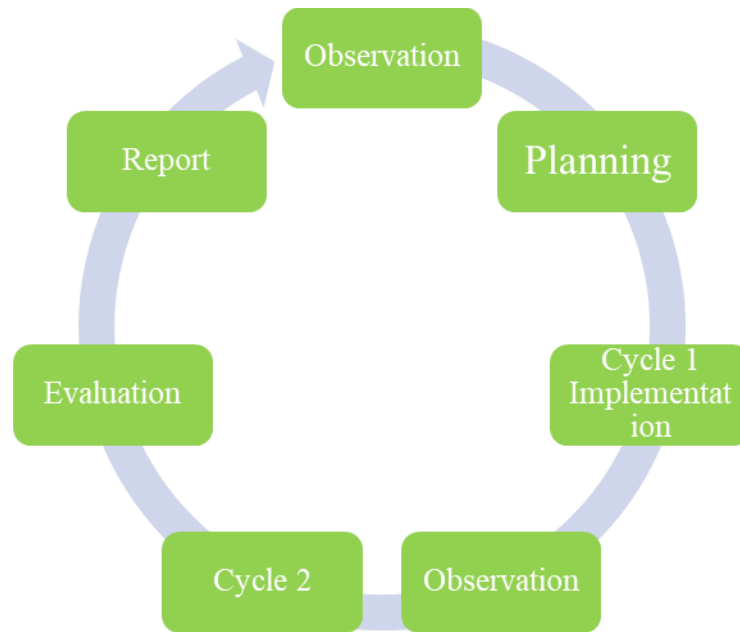 Observation
Planning
Cycle 1
Implementat
ion
Observation
Cycle 2
Evaluation
Report